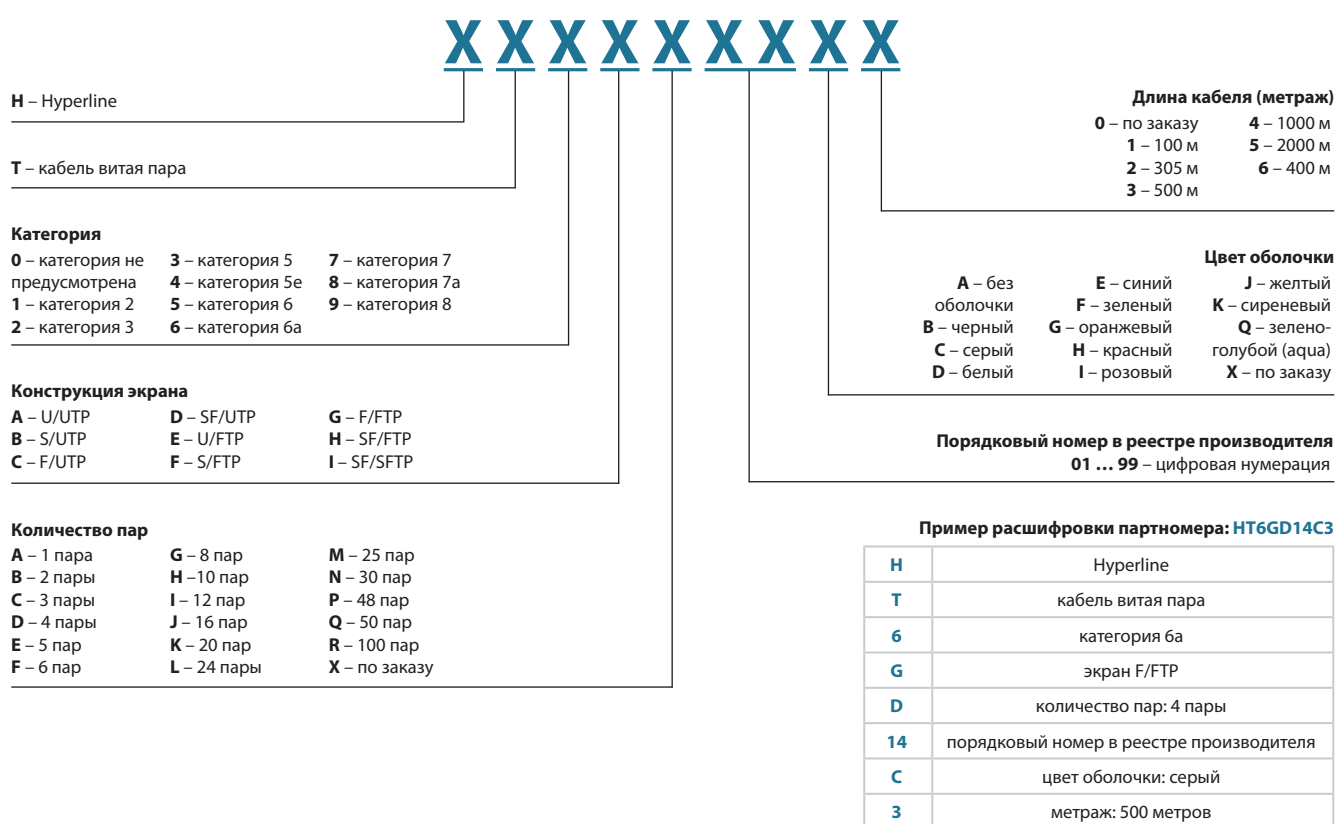 X X X X X X X X X
H – Hyperline
T – кабель витая пара
Категория
0 – категория не
предусмотрена
1 – категория 2
2 – категория 3
3 – категория 5
4 – категория 5e
5 – категория 6
6 – категория 6a
7 – категория 7
8 – категория 7a
9 – категория 8
Конструкция экрана
A – U/UTP
B – S/UTP
C – F/UTP
D – SF/UTP
E – U/FTP
F – S/FTP
G – F/FTP
H – SF/FTP
I – SF/SFTP
Количество пар
A – 1 пара
B – 2 пары
C – 3 пары
D – 4 пары
E – 5 пар
F – 6 пар
G – 8 пар
H –10 пар
I – 12 пар
J – 16 пар
K – 20 пар
L – 24 пары
M – 25 пар
N – 30 пар
P – 48 пар
Q – 50 пар
R – 100 пар
X – по заказу
Длина кабеля (метраж)
0 – по заказу
1 – 100 м
2 – 305 м
3 – 500 м
4 – 1000 м
5 – 2000 м
6 – 400 м
Цвет оболочки
A – без
оболочки
B – черный
C – серый
D – белый
E – синий
F – зеленый
G – оранжевый
H – красный
I – розовый
J – желтый
K – сиреневый
Q – зелено-
голубой (aqua)
X – по заказу
Порядковый номер в реестре производителя
01 … 99 – цифровая нумерация
Пример расшифровки партномера: HT6GD14C3
H Hyperline
T кабель витая пара
6 категория 6a
G экран F/FTP
D количество пар: 4 пары
14 порядковый номер в реестре производителя
C цвет оболочки: серый
3 метраж: 500 метров